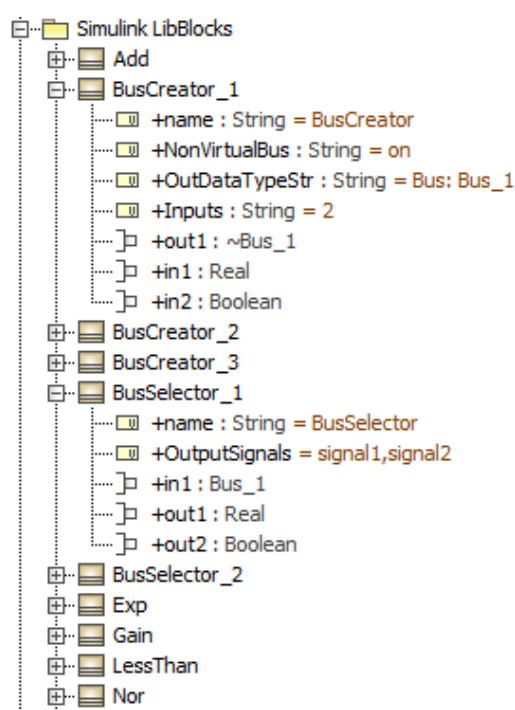 Simulink LibBlocks
Add
BusCreator_1
+name : String = BusCreator
+NonVirtualBus : String = on
+OutDataTypeStr : String = Bus: Bus_1
+Inputs : String = 2
+out1 : ~Bus_1
+in1 : Real
+in2 : Boolean
BusCreator_2
BusCreator_3
BusSelector_1
+name : String = BusSelector
+OutputSignals = signal1,signal2
+in1 : Bus_1
+out1 : Real
+out2 : Boolean
BusSelector_2
Exp
Gain
LessThan
Nor